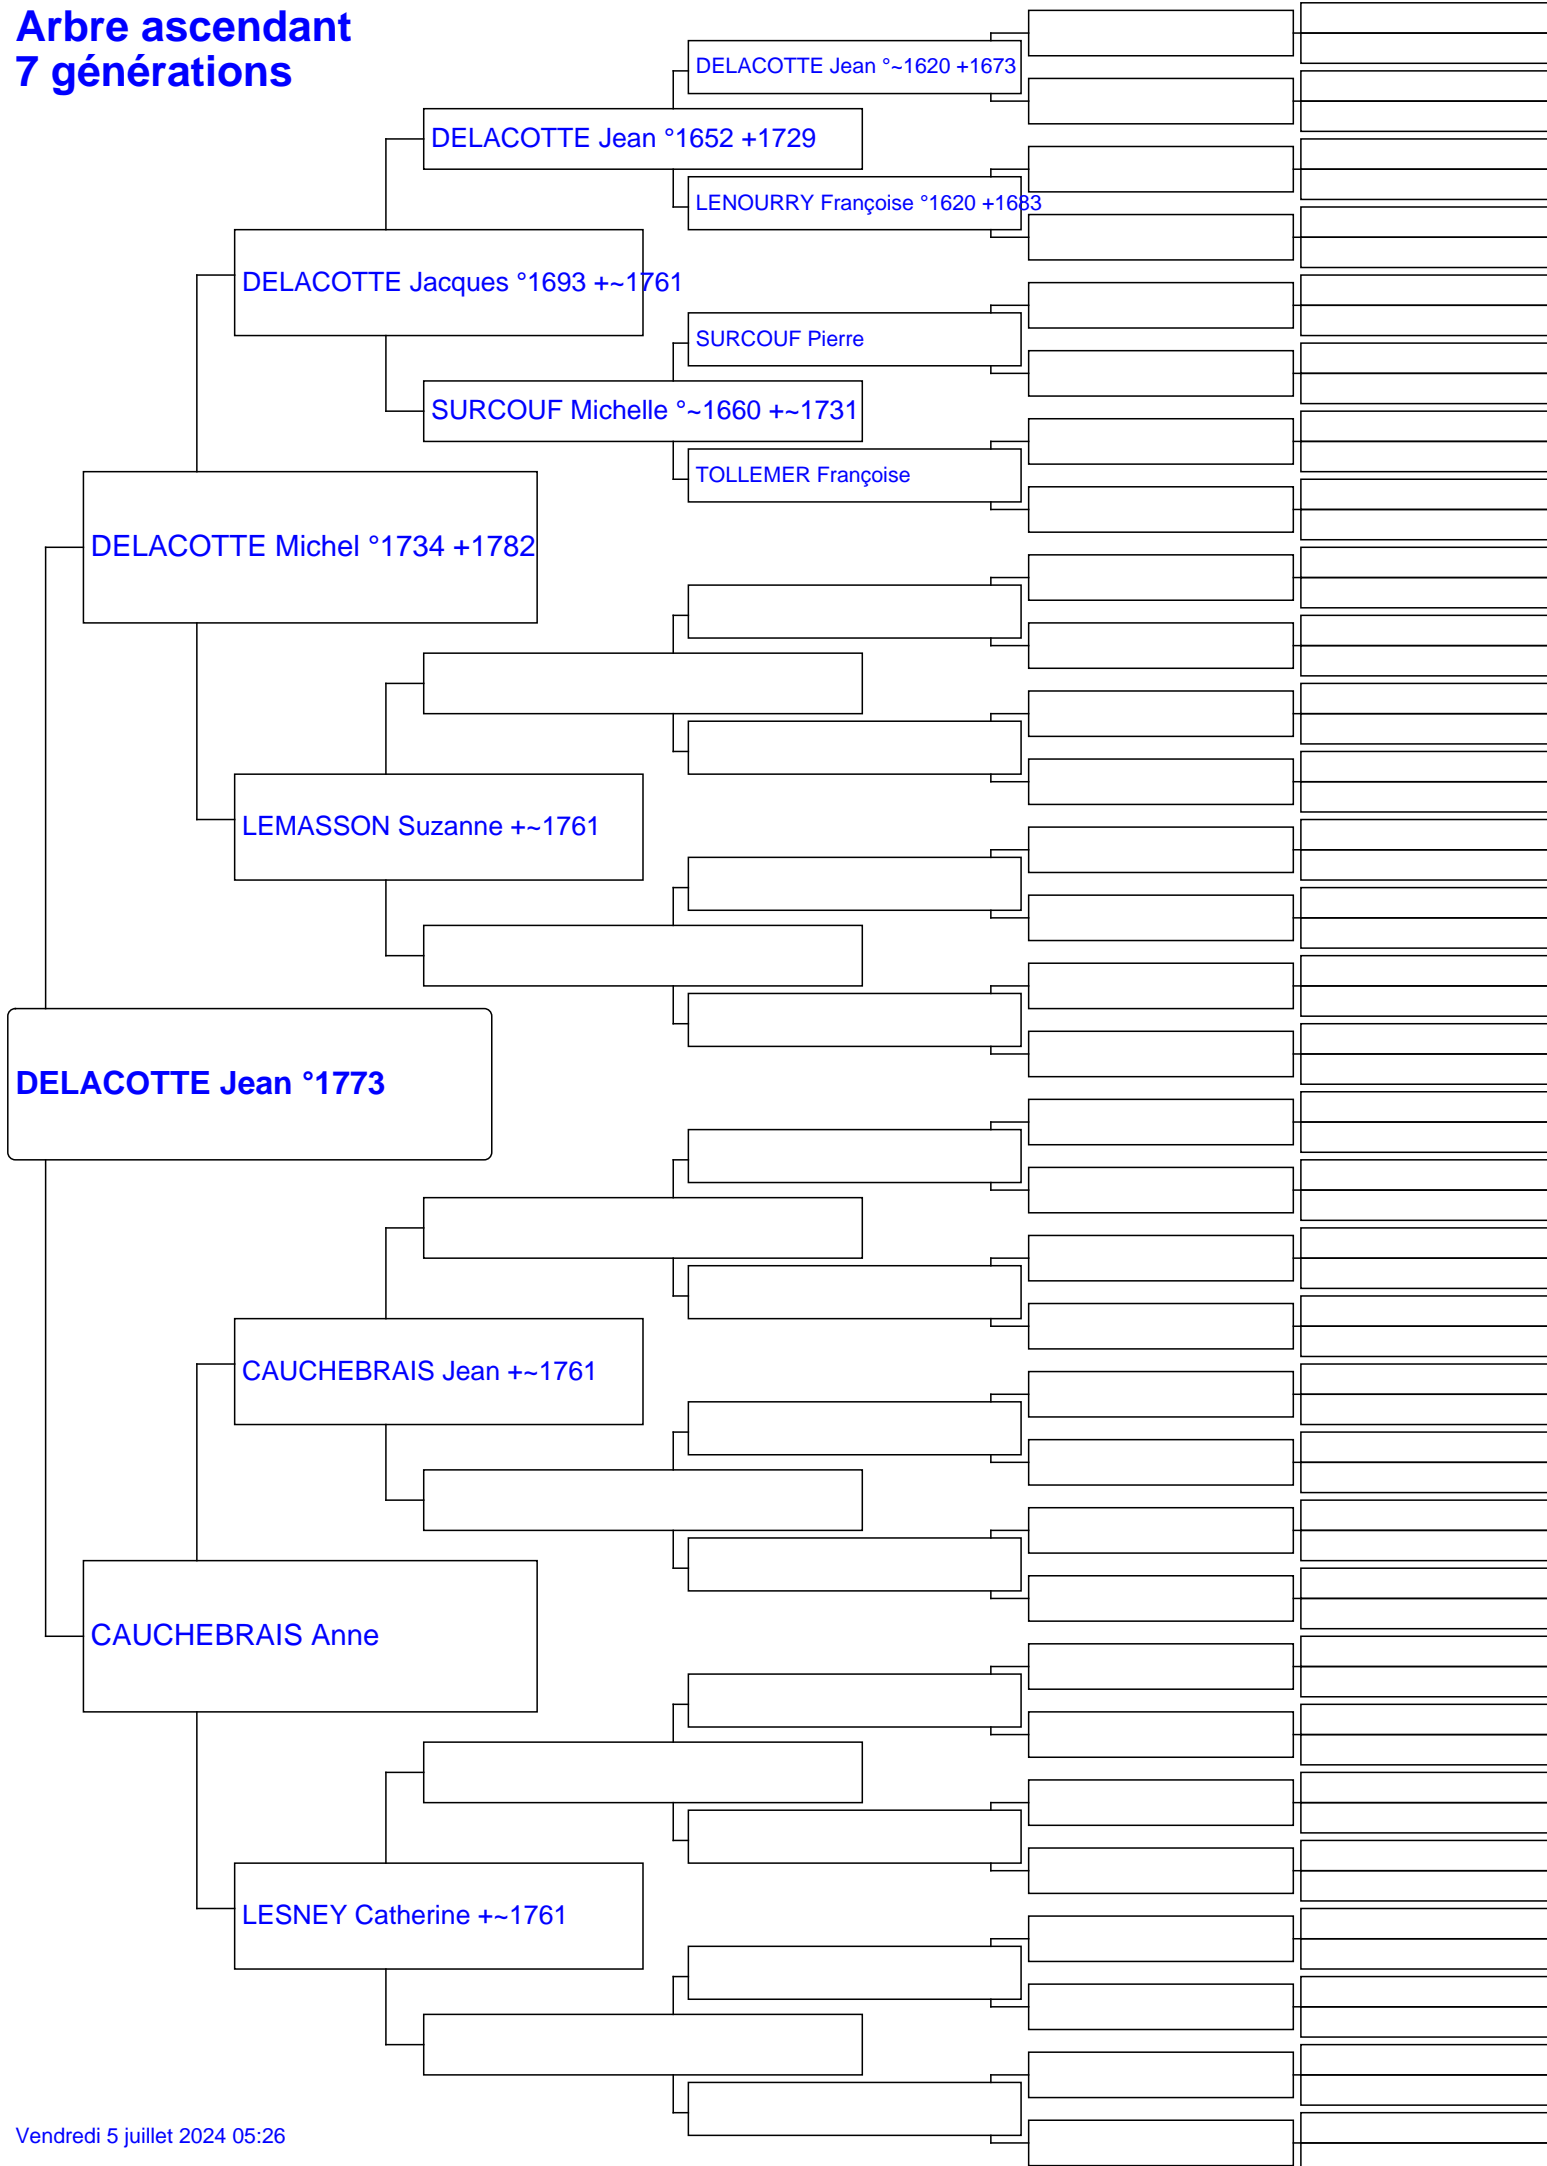 Arbre ascendant
7 générations
DELACOTTE Jean °~1620 +1673
DELACOTTE Jean °1652 +1729
LENOURRY Françoise °1620 +1683
DELACOTTE Jacques °1693 +~1761
SURCOUF Pierre
SURCOUF Michelle °~1660 +~1731
TOLLEMER Françoise
DELACOTTE Michel °1734 +1782
LEMASSON Suzanne +~1761
DELACOTTE Jean °1773
CAUCHEBRAIS Jean +~1761
CAUCHEBRAIS Anne
LESNEY Catherine +~1761
Vendredi 5 juillet 2024 05:26